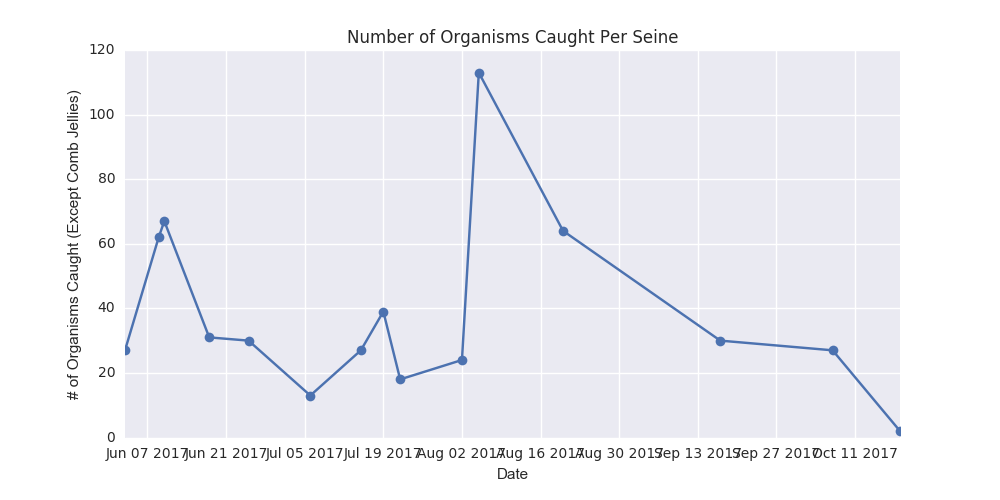 Number of Organisms Caught Per Seine
# of Organisms Caught (Except Comb Jellies)
120
100
80
60
40
20
0
Jun 07 2017 Jun 21 2017 Jul 05 2017 Jul 19 2017 Aug 02 2017 Aug 16 2017 Aug 30 2017 Sep 13 2017 Sep 27 2017 Oct 11 2017
Date